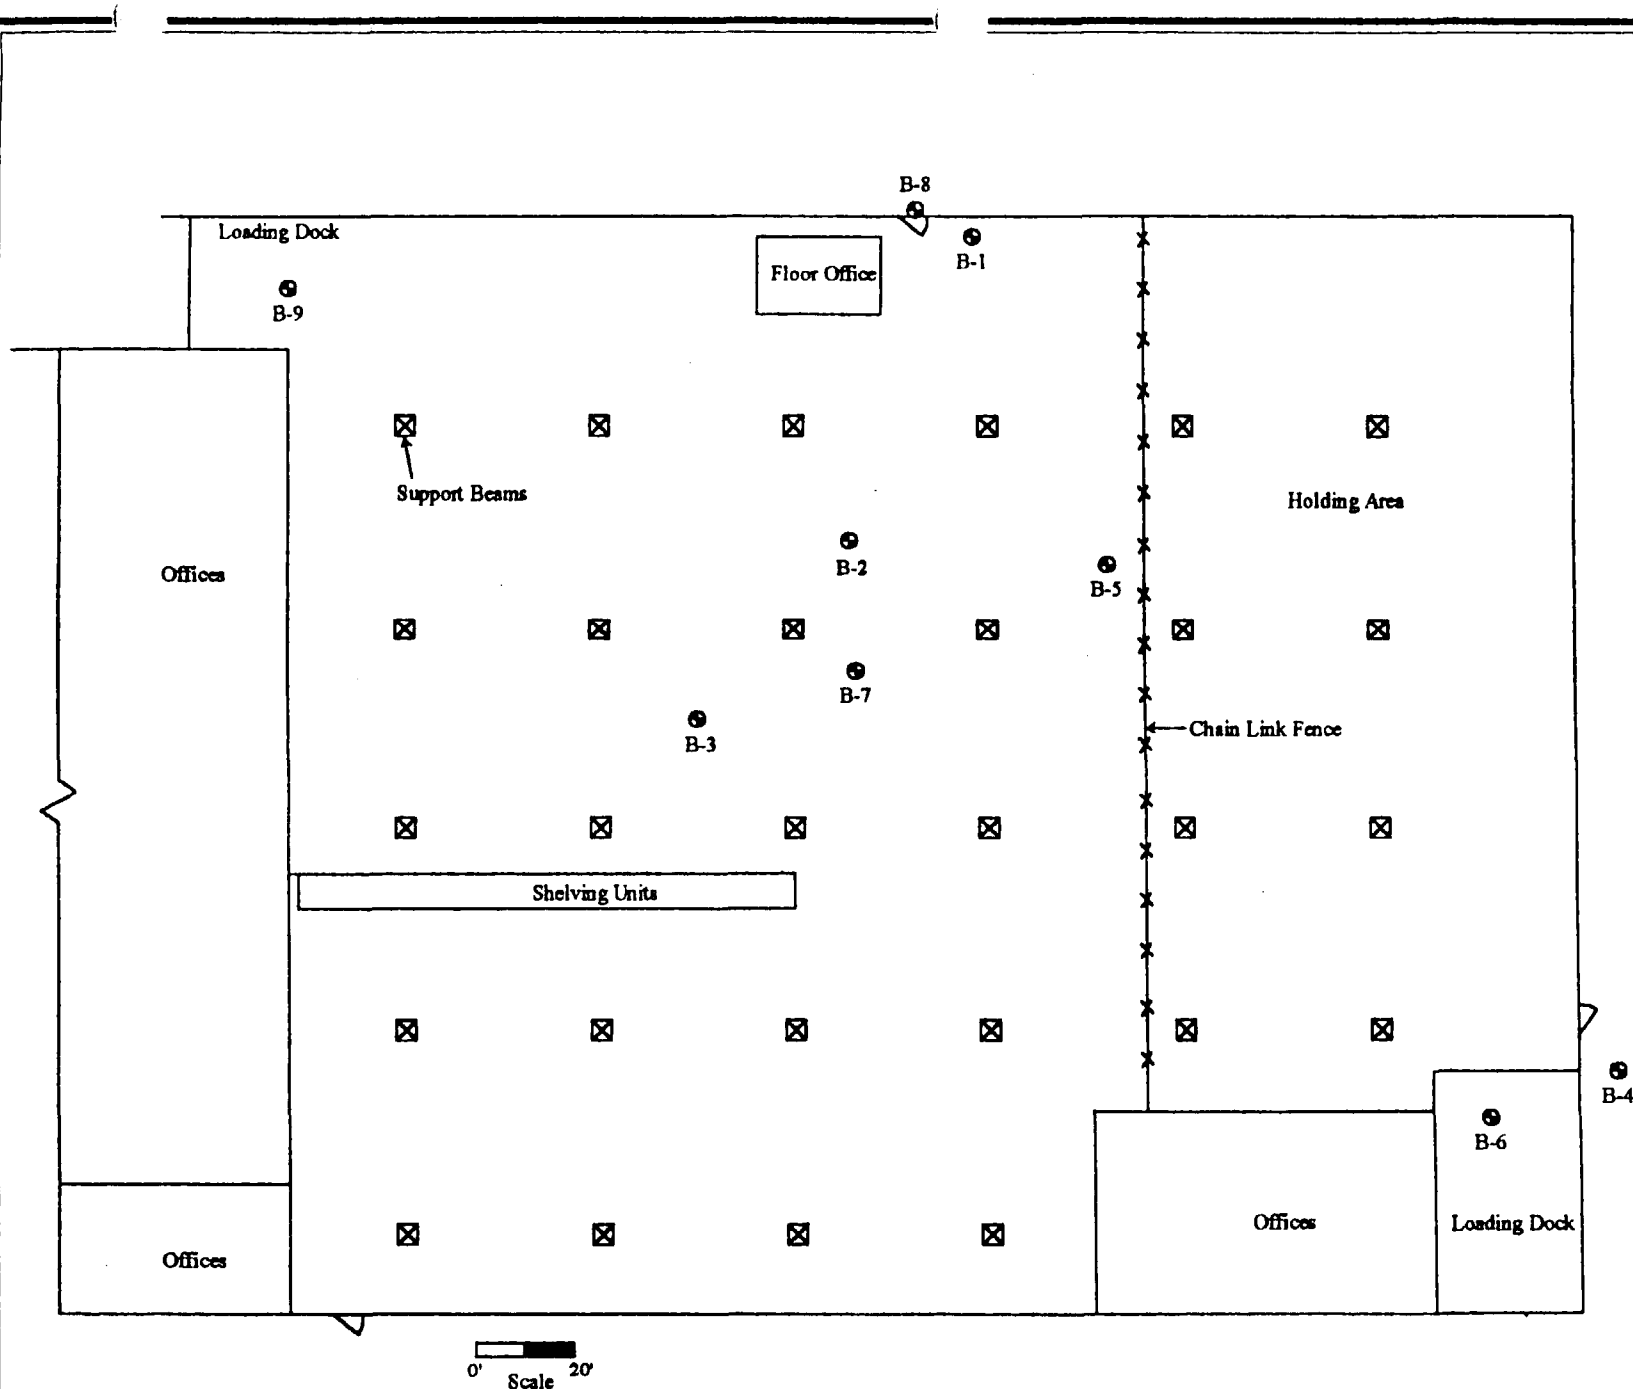 B-8
Loading Dock
B-1
Floor Office
B-9
Support Beams
Holding Area
B-2
Offices
B-5
B-7
Chain Link Fence
B-3
Shelving Units
B-4
B-6
Offices
Loading Dock
Offices
0' 20'
Scale